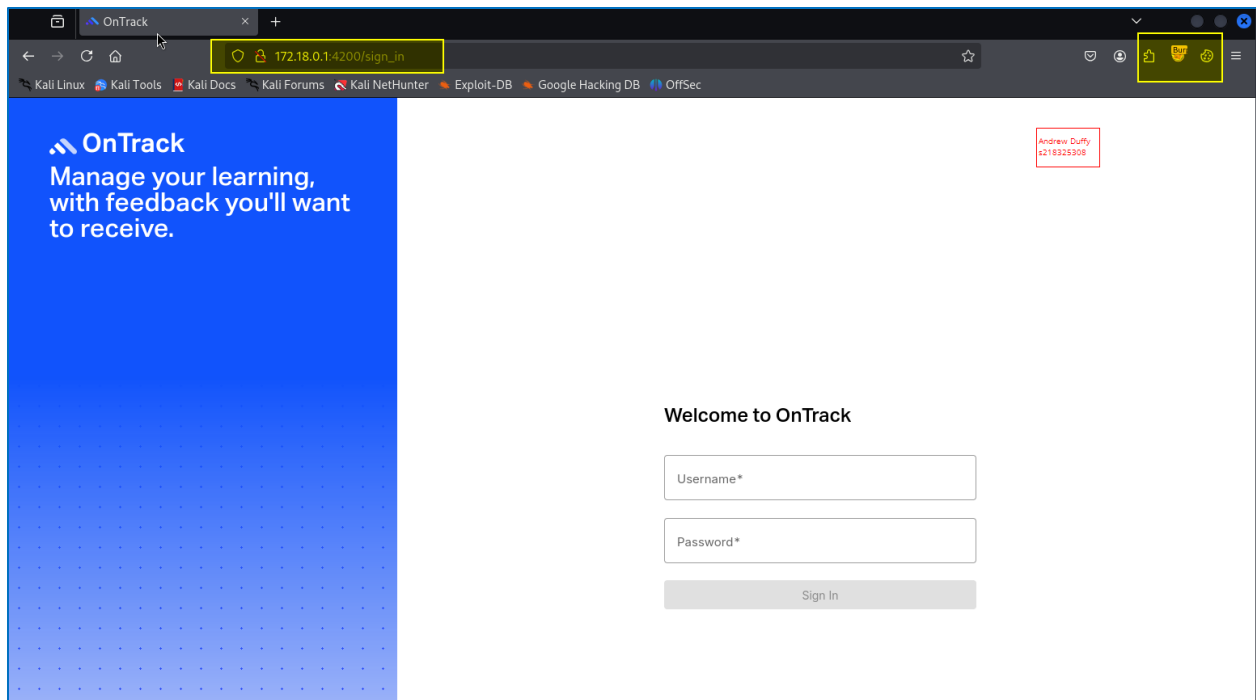 OnTrack
172.18.0.1:4200/sign_in
Bur
Kali Linux Kali Tools Kali Docs Kali Forums Kali NetHunter Exploit-DB Google Hacking DB OffSec
OnTrack
Manage your learning,
with feedback you'll want
to receive.
Andrew Duffy
s218325309
Welcome to OnTrack
Username*
Password*
Sign In